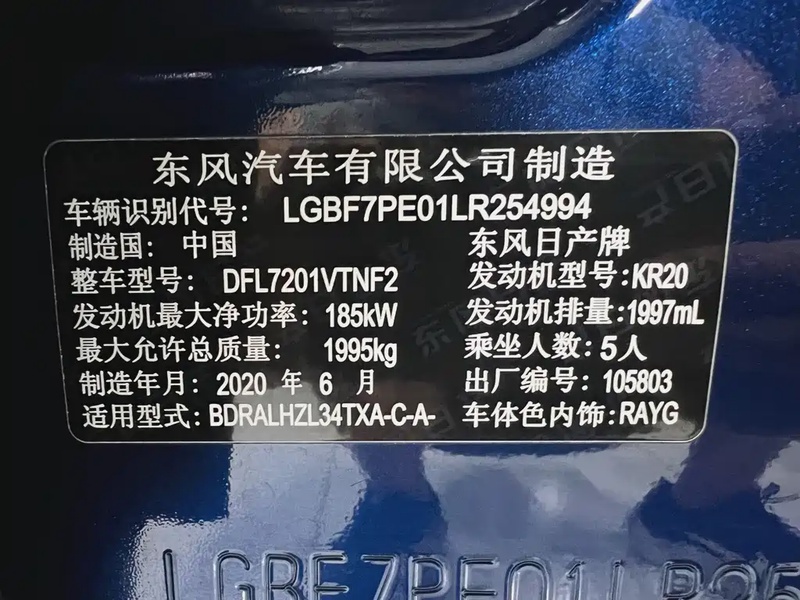 东风汽车有限公司制造
车辆识别代号: LGBF7PE01LR254994
制造国: 中国 东风日产牌
整车型号: DFL7201VTNF2 发动机型号:KR20
发动机最大净功率: 185kW 发动机排量:1997mL
最大允许总质量: 1995kg 乘坐人数:5人
制造年月: 2020 年 6 月 出厂编号:105803
适用型式: BDRALHZL34TXA-C-A- 车体色内饰:RAYG
LGBF7PE01LR25